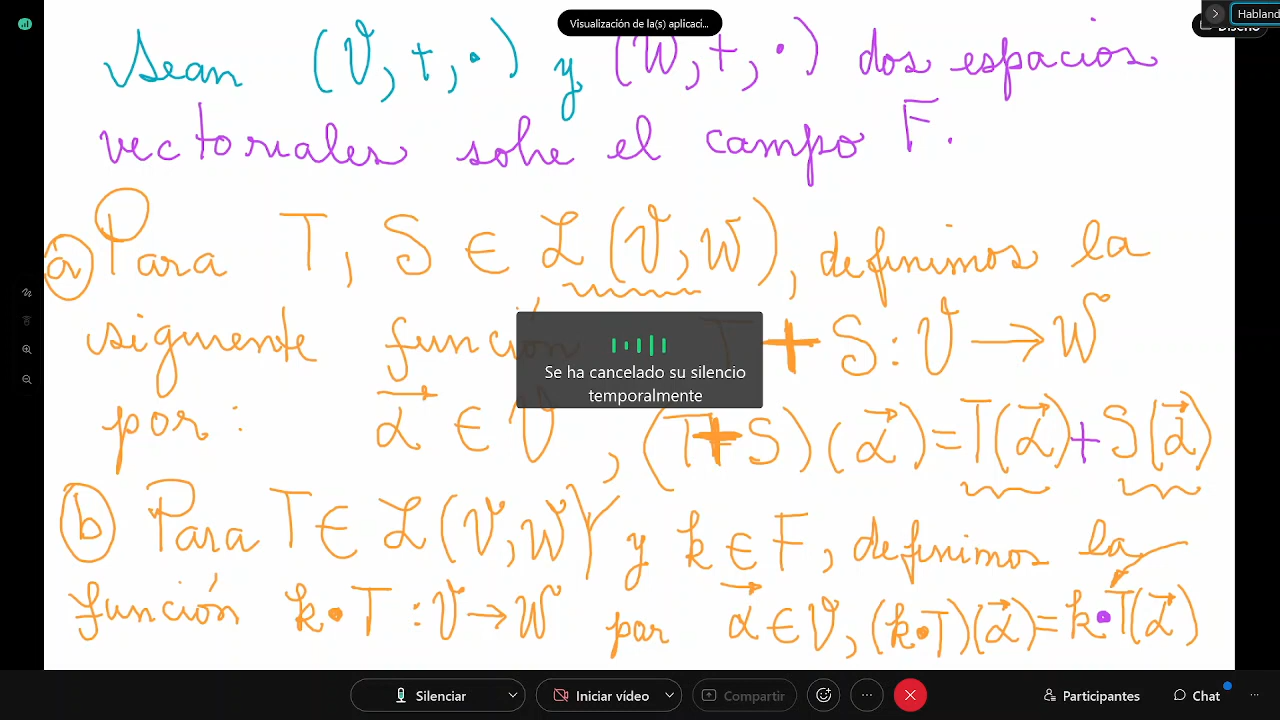 Visualización de la(s) aplicaci...
Habland
Diseño
Sean (V, +, ·) y (W, +, ·) dos espacios
vectoriales sobre el campo F.
a) Para T, S ∈ L(V, W), definimos la
siguiente función T + S : V → W
Se ha cancelado su silencio
temporalmente
por: α⃗ ∈ V, (T + S)(α⃗) = T(α⃗) + S(α⃗)
b) Para T ∈ L(V, W) y k ∈ F, definimos la
función k · T : V → W por α⃗ ∈ V, (k · T)(α⃗) = k · T(α⃗)
Silenciar
Iniciar vídeo
Compartir
Participantes
Chat